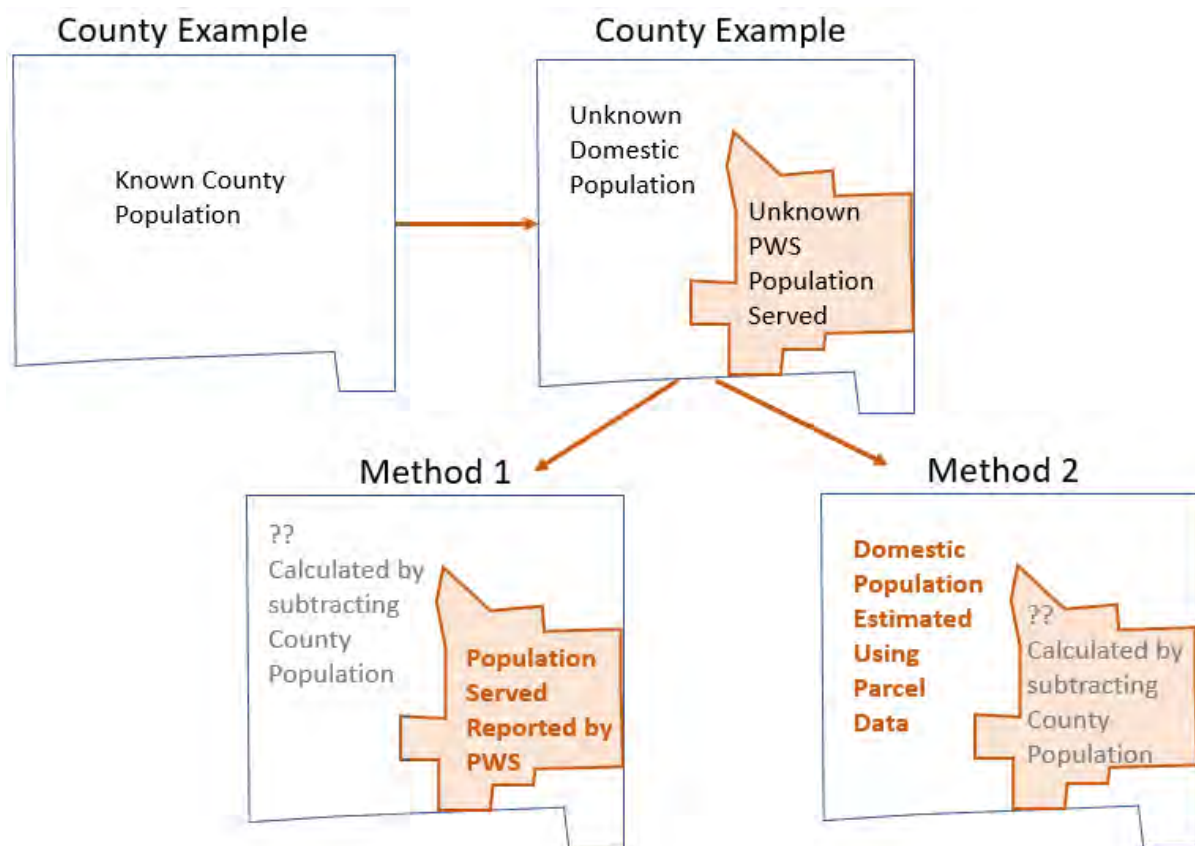 County Example
County Example
Known County
Population
Unknown
Domestic
Population
Unknown
PWS
Population
Served
Method 1
Method 2
??
Calculated by
subtracting
County
Population
Population
Served
Reported by
PWS
Domestic
Population
Estimated
Using
Parcel
Data
??
Calculated by
subtracting
County
Population